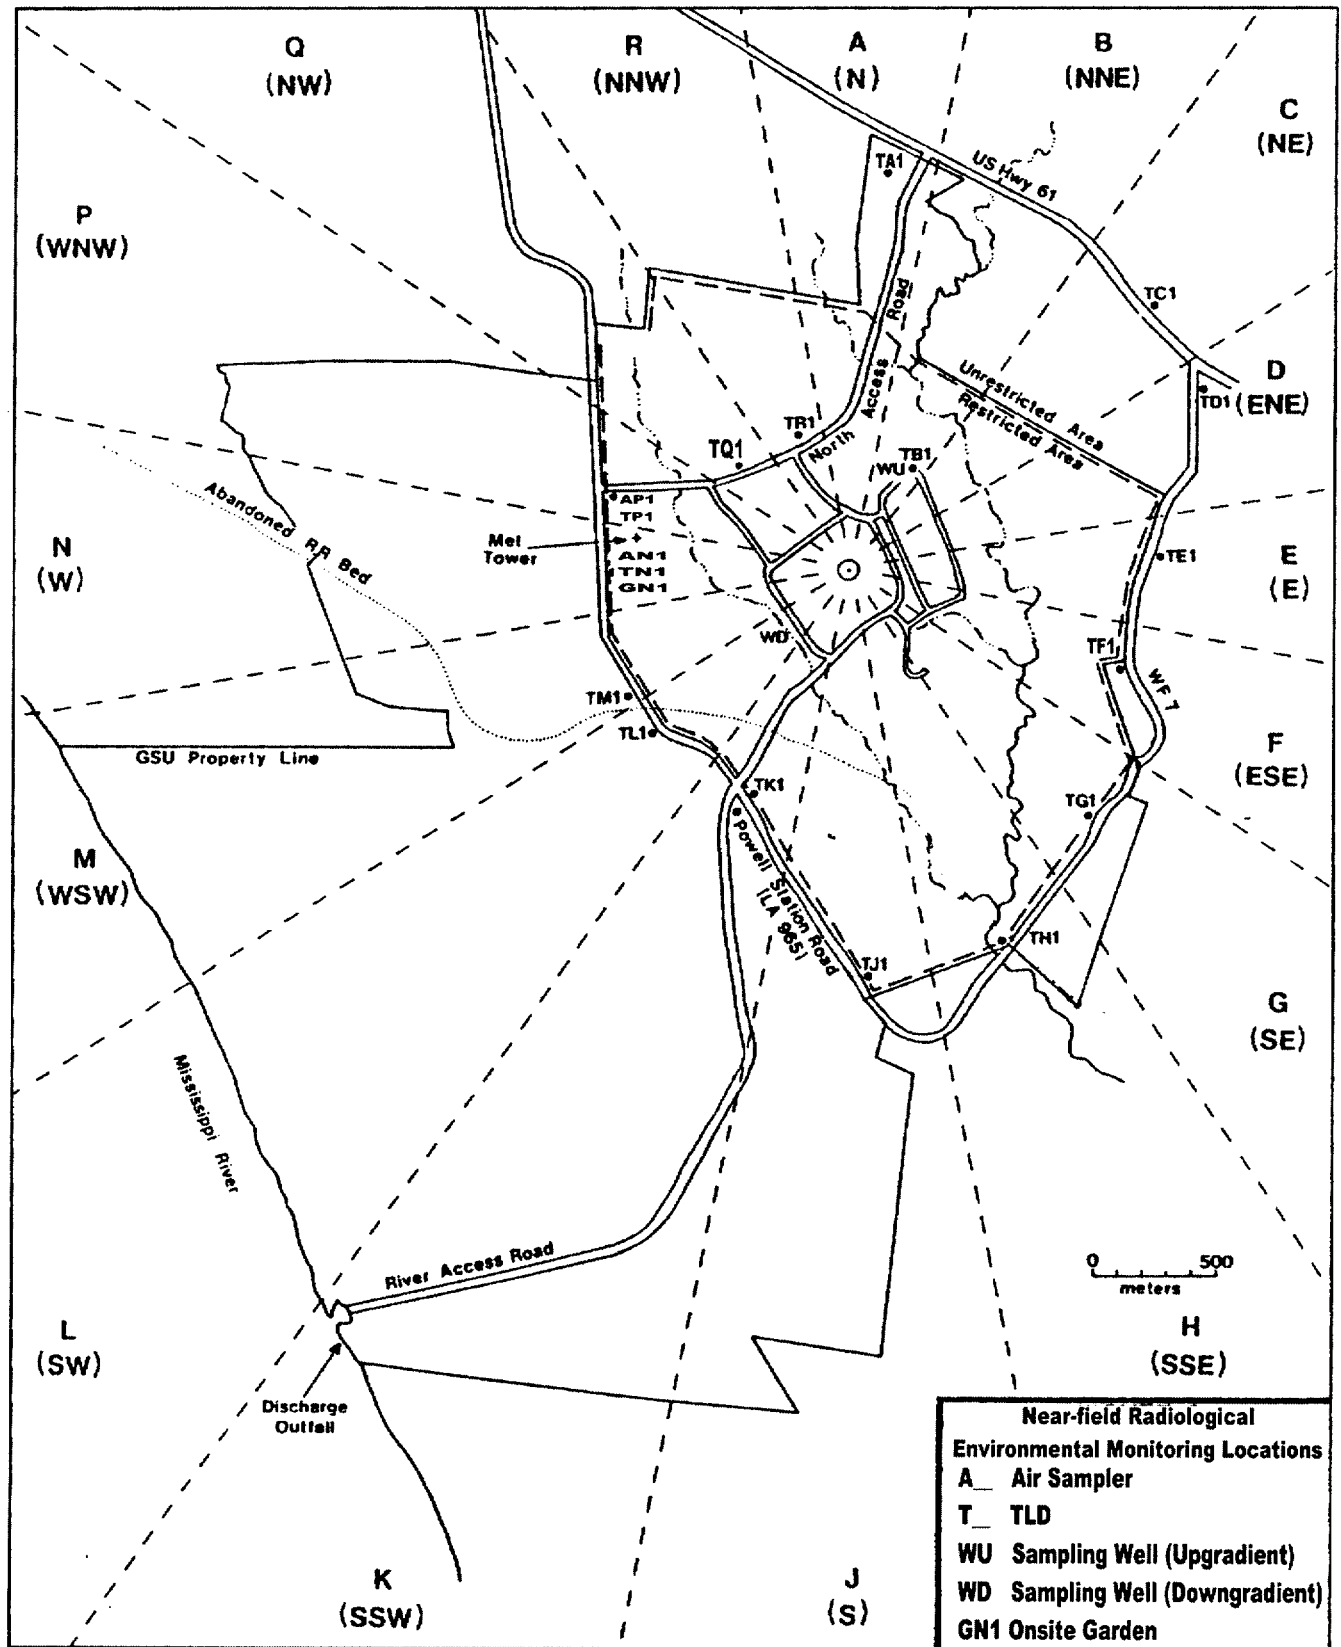 Q
(NW)
R
(NNW)
A
(N)
B
(NNE)
C
(NE)
TA1
US Hwy 61
P
(WNW)
TC1
North Access Road
D
(ENE)
TD1
Unrestricted Area
Restricted Area
TR1
TQ1
TB1
WU
Abandoned RR Bed
AP1
TP1
Met
Tower
AN1
TN1
GN1
N
(W)
TE1
E
(E)
WD
TF1
WF 7
TM1
TL1
GSU Property Line
F
(ESE)
TK1
TG1
Powell Station Road
(LA 965)
M
(WSW)
TH1
TJ1
G
(SE)
Mississippi River
River Access Road
0 500
meters
H
(SSE)
L
(SW)
Discharge
Outfall
K
(SSW)
J
(S)
Near-field Radiological
Environmental Monitoring Locations
A_ Air Sampler
T_ TLD
WU Sampling Well (Upgradient)
WD Sampling Well (Downgradient)
GN1 Onsite Garden